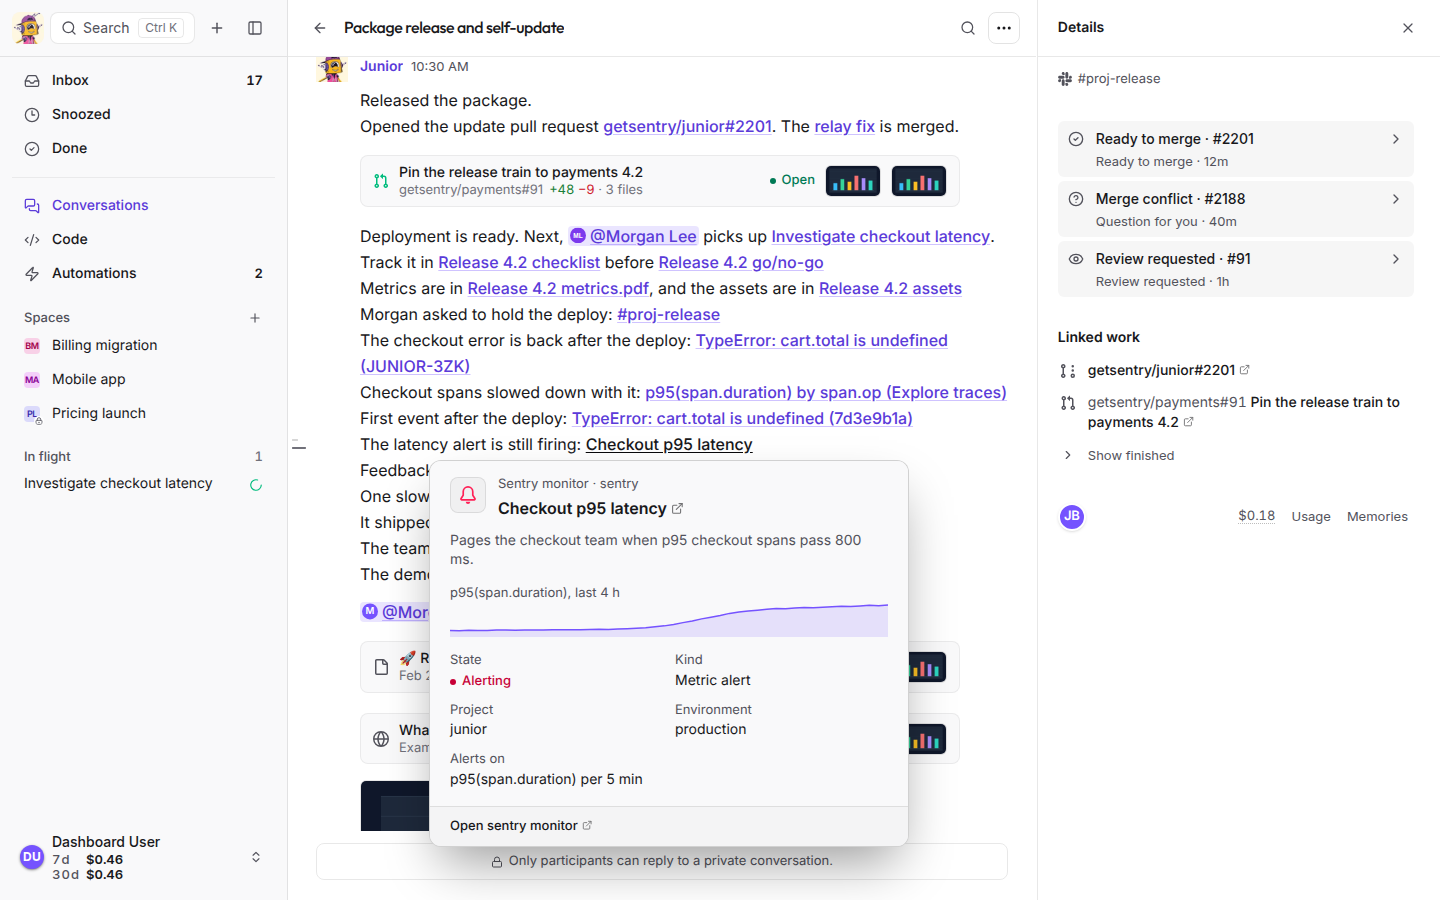 Search Ctrl K
Inbox 17
Snoozed
Done
Conversations
Code
Automations 2
Spaces
BM Billing migration
MA Mobile app
PL Pricing launch
In flight 1
Investigate checkout latency
DU Dashboard User
7d $0.46
30d $0.46
Package release and self-update
Junior 10:30 AM
Released the package.
Opened the update pull request getsentry/junior#2201. The relay fix is merged.
Pin the release train to payments 4.2
getsentry/payments#91 +48 −9 · 3 files
Open
Deployment is ready. Next, ML @Morgan Lee picks up Investigate checkout latency.
Track it in Release 4.2 checklist before Release 4.2 go/no-go
Metrics are in Release 4.2 metrics.pdf, and the assets are in Release 4.2 assets
Morgan asked to hold the deploy: #proj-release
The checkout error is back after the deploy: TypeError: cart.total is undefined
(JUNIOR-3ZK)
Checkout spans slowed down with it: p95(span.duration) by span.op (Explore traces)
First event after the deploy: TypeError: cart.total is undefined (7d3e9b1a)
The latency alert is still firing: Checkout p95 latency
Feedback
One slow
It shipped
The team
The dem
M @Mor
🚀 R
Feb 2
Wha
Exam
Sentry monitor · sentry
Checkout p95 latency
Pages the checkout team when p95 checkout spans pass 800
ms.
p95(span.duration), last 4 h
State
Alerting
Kind
Metric alert
Project
junior
Environment
production
Alerts on
p95(span.duration) per 5 min
Open sentry monitor
Only participants can reply to a private conversation.
Details
#proj-release
Ready to merge · #2201
Ready to merge · 12m
Merge conflict · #2188
Question for you · 40m
Review requested · #91
Review requested · 1h
Linked work
getsentry/junior#2201
getsentry/payments#91 Pin the release train to
payments 4.2
Show finished
JB $0.18 Usage Memories